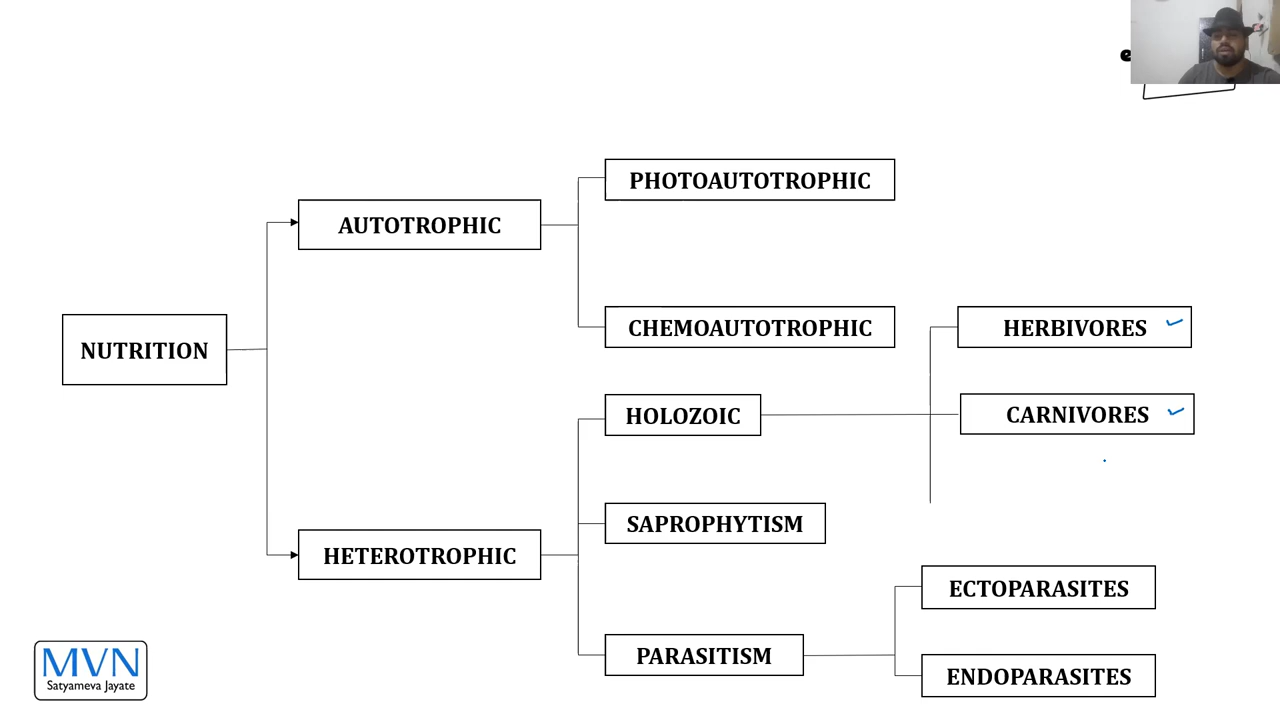 e
PHOTOAUTOTROPHIC
AUTOTROPHIC
CHEMOAUTOTROPHIC
HERBIVORES
NUTRITION
HOLOZOIC
CARNIVORES
SAPROPHYTISM
HETEROTROPHIC
ECTOPARASITES
PARASITISM
ENDOPARASITES
MVN
Satyameva Jayate